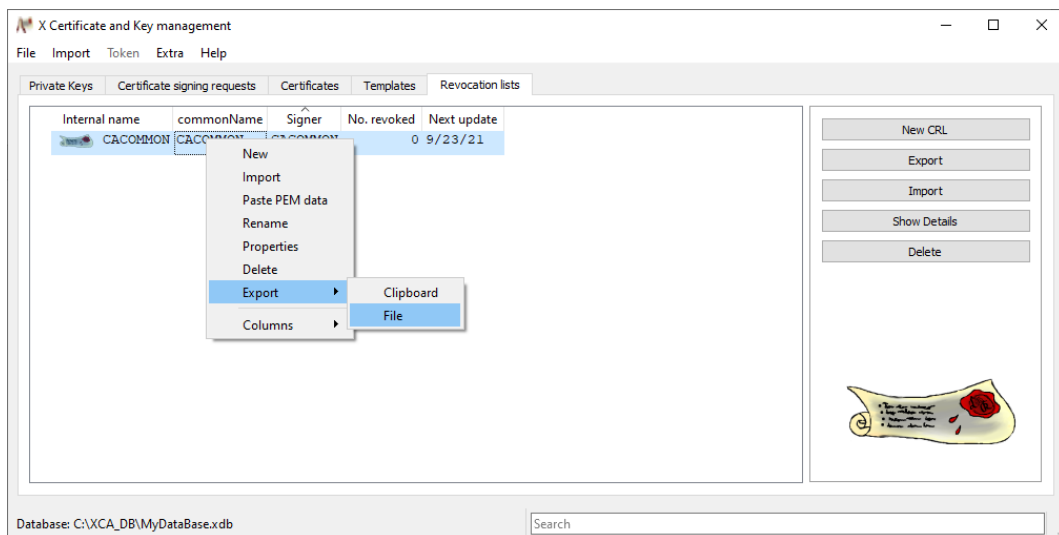 X Certificate and Key management
File Import Token Extra Help
Private Keys Certificate signing requests Certificates Templates Revocation lists
Internal name commonName Signer No. revoked Next update
CACOMMON CACOMMON CACOMMON 0 9/23/21
New
Import
Paste PEM data
Rename
Properties
Delete
Export
Columns
Clipboard
File
New CRL
Export
Import
Show Details
Delete
Database: C:\XCA_DB\MyDataBase.xdb
Search